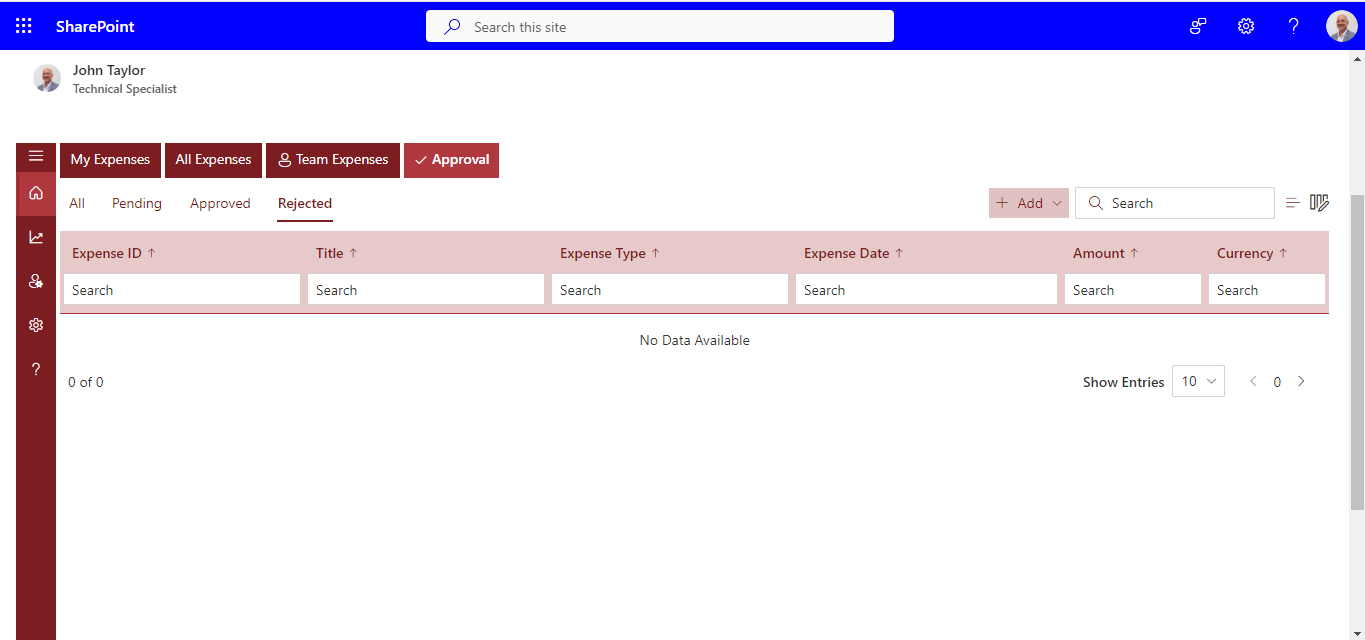 SharePoint
Search this site
?
John Taylor
Technical Specialist
My Expenses All Expenses Team Expenses Approval
All Pending Approved Rejected
Add Search
Expense ID ↑ Title ↑ Expense Type ↑ Expense Date ↑ Amount ↑ Currency ↑
Search Search Search Search Search Search
?
No Data Available
0 of 0
Show Entries 10 0